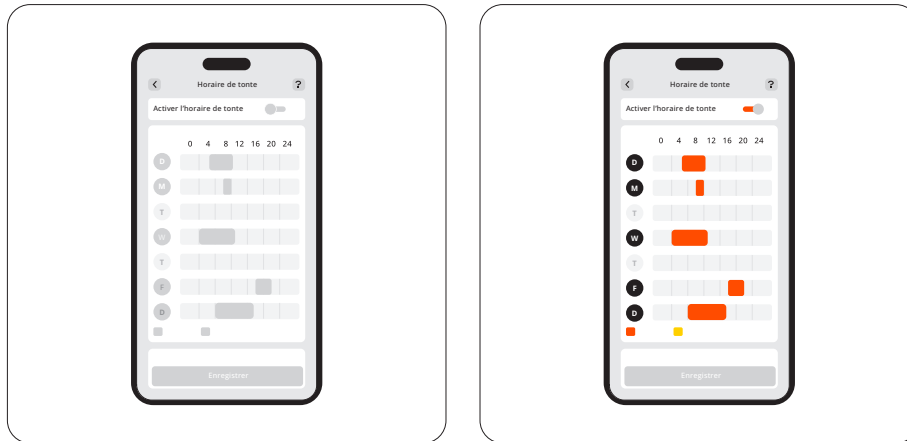 Horaire de tonte ?
Activer l'horaire de tonte
0 4 8 12 16 20 24
D
M
T
W
T
F
D
Enregistrer
Horaire de tonte ?
Activer l'horaire de tonte
0 4 8 12 16 20 24
D
M
T
W
T
F
D
Enregistrer